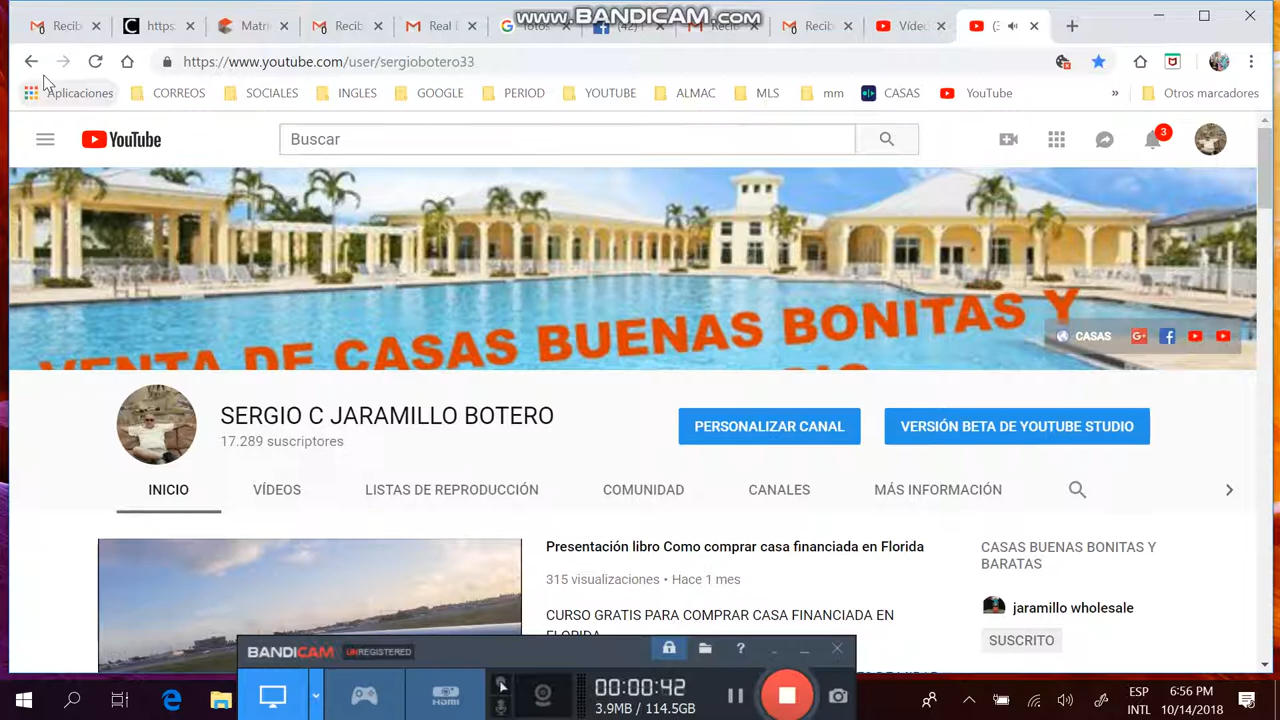 www.BANDICAM.com
Recib
https
Matri
Recib
Real E
Recib
Vídeo
https://www.youtube.com/user/sergiobotero33
Aplicaciones CORREOS SOCIALES INGLES GOOGLE PERIOD YOUTUBE ALMAC MLS mm CASAS YouTube » Otros marcadores
YouTube
Buscar
3
VENTA DE CASAS BUENAS BONITAS Y
CASAS
SERGIO C JARAMILLO BOTERO
17.289 suscriptores
PERSONALIZAR CANAL
VERSIÓN BETA DE YOUTUBE STUDIO
INICIO VÍDEOS LISTAS DE REPRODUCCIÓN COMUNIDAD CANALES MÁS INFORMACIÓN
Presentación libro Como comprar casa financiada en Florida
315 visualizaciones • Hace 1 mes
CURSO GRATIS PARA COMPRAR CASA FINANCIADA EN
FLORIDA
CASAS BUENAS BONITAS Y
BARATAS
jaramillo wholesale
SUSCRITO
BANDICAM UNREGISTERED
HDMI
00:00:42
3.9MB / 114.5GB
ESP
INTL
6:56 PM
10/14/2018